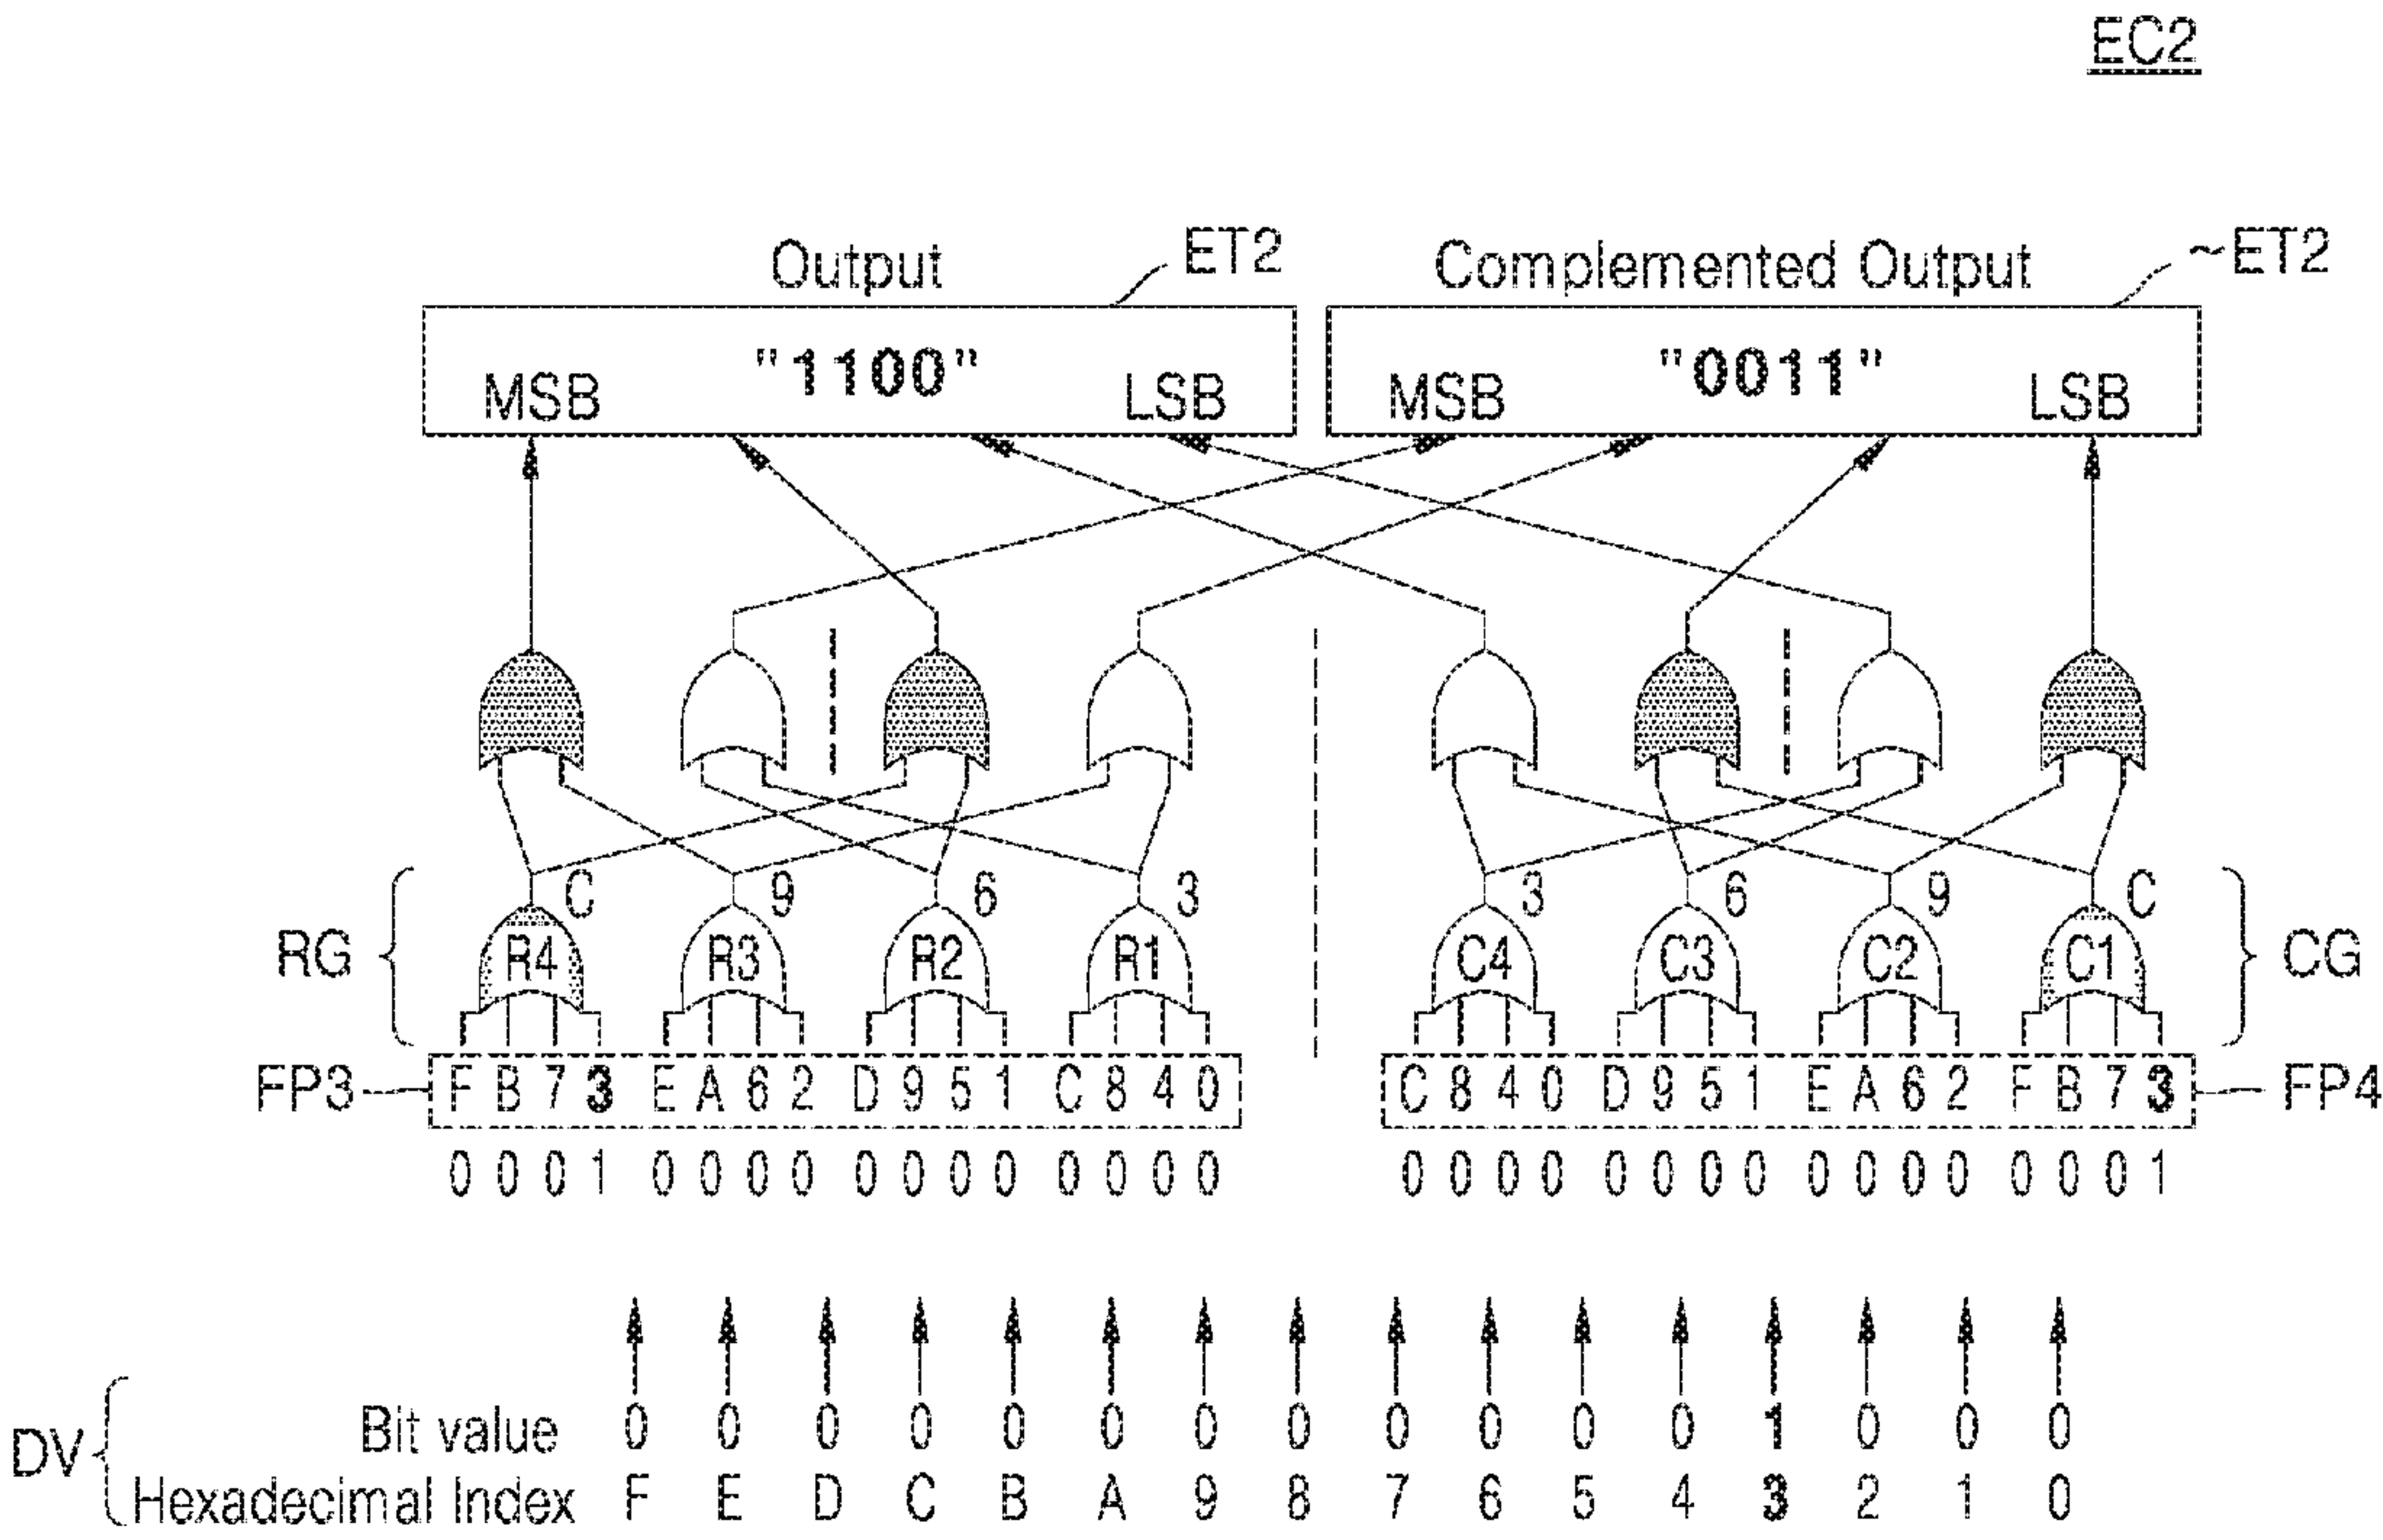 EC2
Output ET2 Complemented Output ~ET2
"1100" "0011"
MSB LSB MSB LSB
C 9 6 3 3 6 9 C
RG R4 R3 R2 R1 C4 C3 C2 C1 CG
FP3 F B 7 3 E A 6 2 D 9 5 1 C 8 4 0 C 8 4 0 D 9 5 1 E A 6 2 F B 7 3 FP4
0 0 0 1 0 0 0 0 0 0 0 0 0 0 0 0 0 0 0 0 0 0 0 0 0 0 0 0 0 0 0 1
DV
Bit value 0 0 0 0 0 0 0 0 0 0 0 0 1 0 0 0
Hexadecimal Index F E D C B A 9 8 7 6 5 4 3 2 1 0